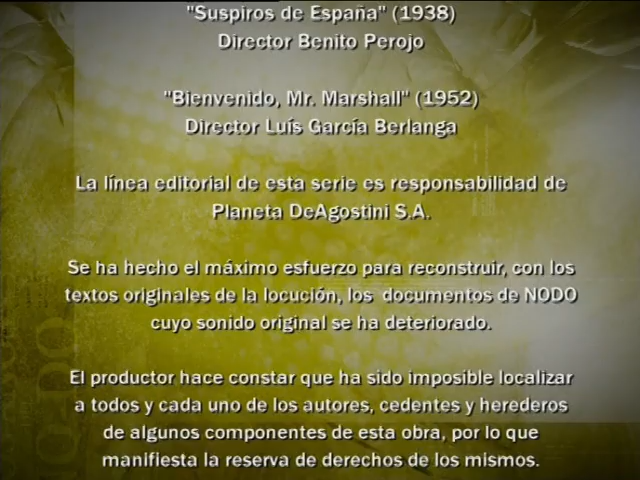 "Suspiros de España" (1938)
Director Benito Perojo
"Bienvenido, Mr. Marshall" (1952)
Director Luís García Berlanga
La línea editorial de esta serie es responsabilidad de
Planeta DeAgostini S.A.
Se ha hecho el máximo esfuerzo para reconstruir, con los
textos originales de la locución, los documentos de NODO
cuyo sonido original se ha deteriorado.
El productor hace constar que ha sido imposible localizar
a todos y cada uno de los autores, cedentes y herederos
de algunos componentes de esta obra, por lo que
manifiesta la reserva de derechos de los mismos.